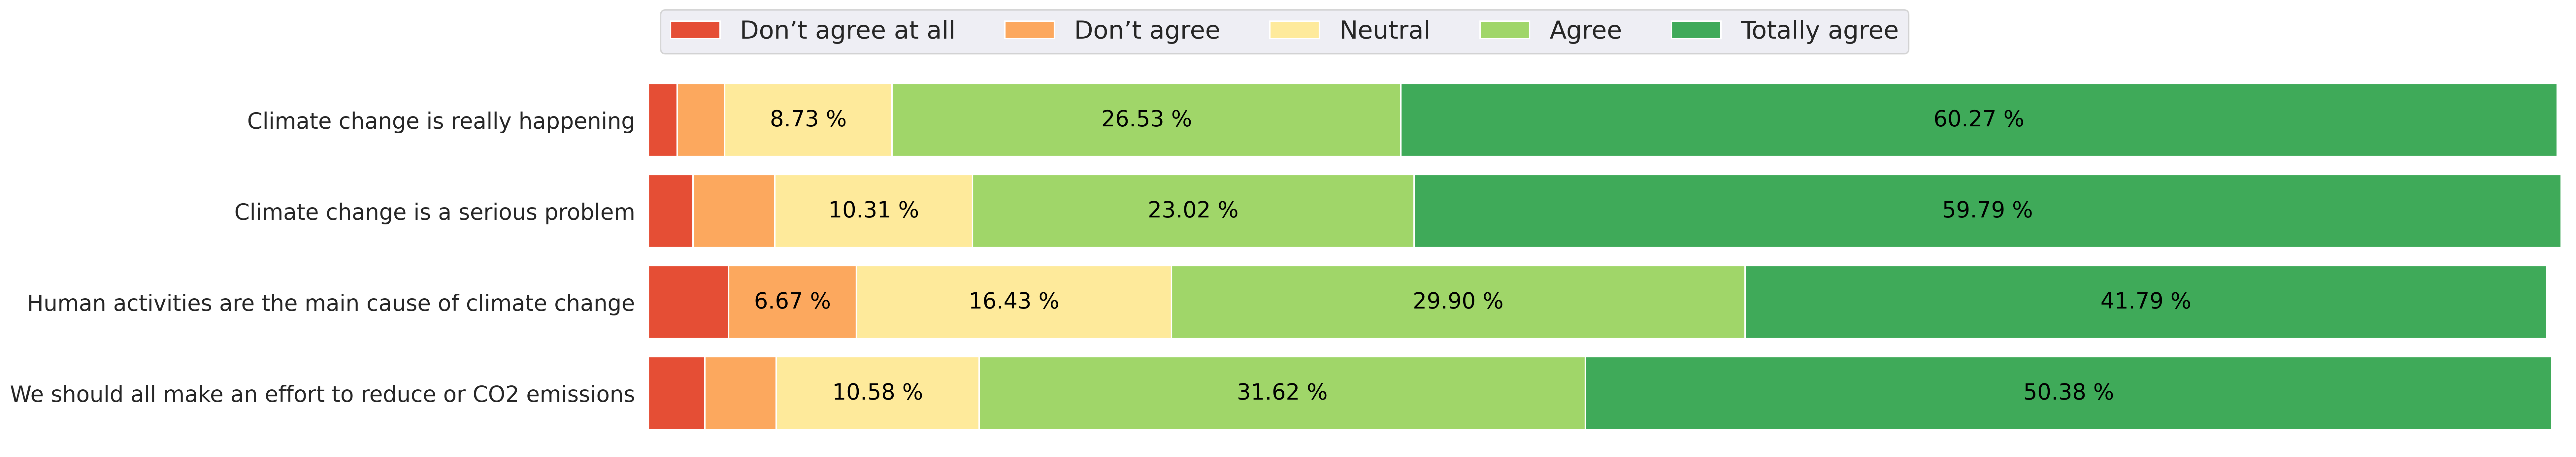 Don’t agree at all Don’t agree Neutral Agree Totally agree
Climate change is really happening 8.73 % 26.53 % 60.27 %
Climate change is a serious problem 10.31 % 23.02 % 59.79 %
Human activities are the main cause of climate change 6.67 % 16.43 % 29.90 % 41.79 %
We should all make an effort to reduce or CO2 emissions 10.58 % 31.62 % 50.38 %